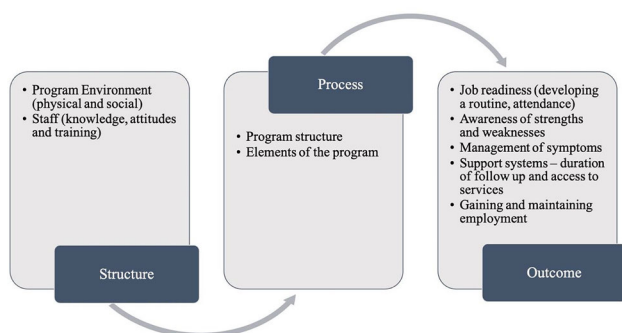 • Program Environment
(physical and social)
• Staff (knowledge, attitudes
and training)
Structure
Process
• Program structure
• Elements of the program
• Job readiness (developing
a routine, attendance)
• Awareness of strengths
and weaknesses
• Management of symptoms
• Support systems – duration
of follow up and access to
services
• Gaining and maintaining
employment
Outcome